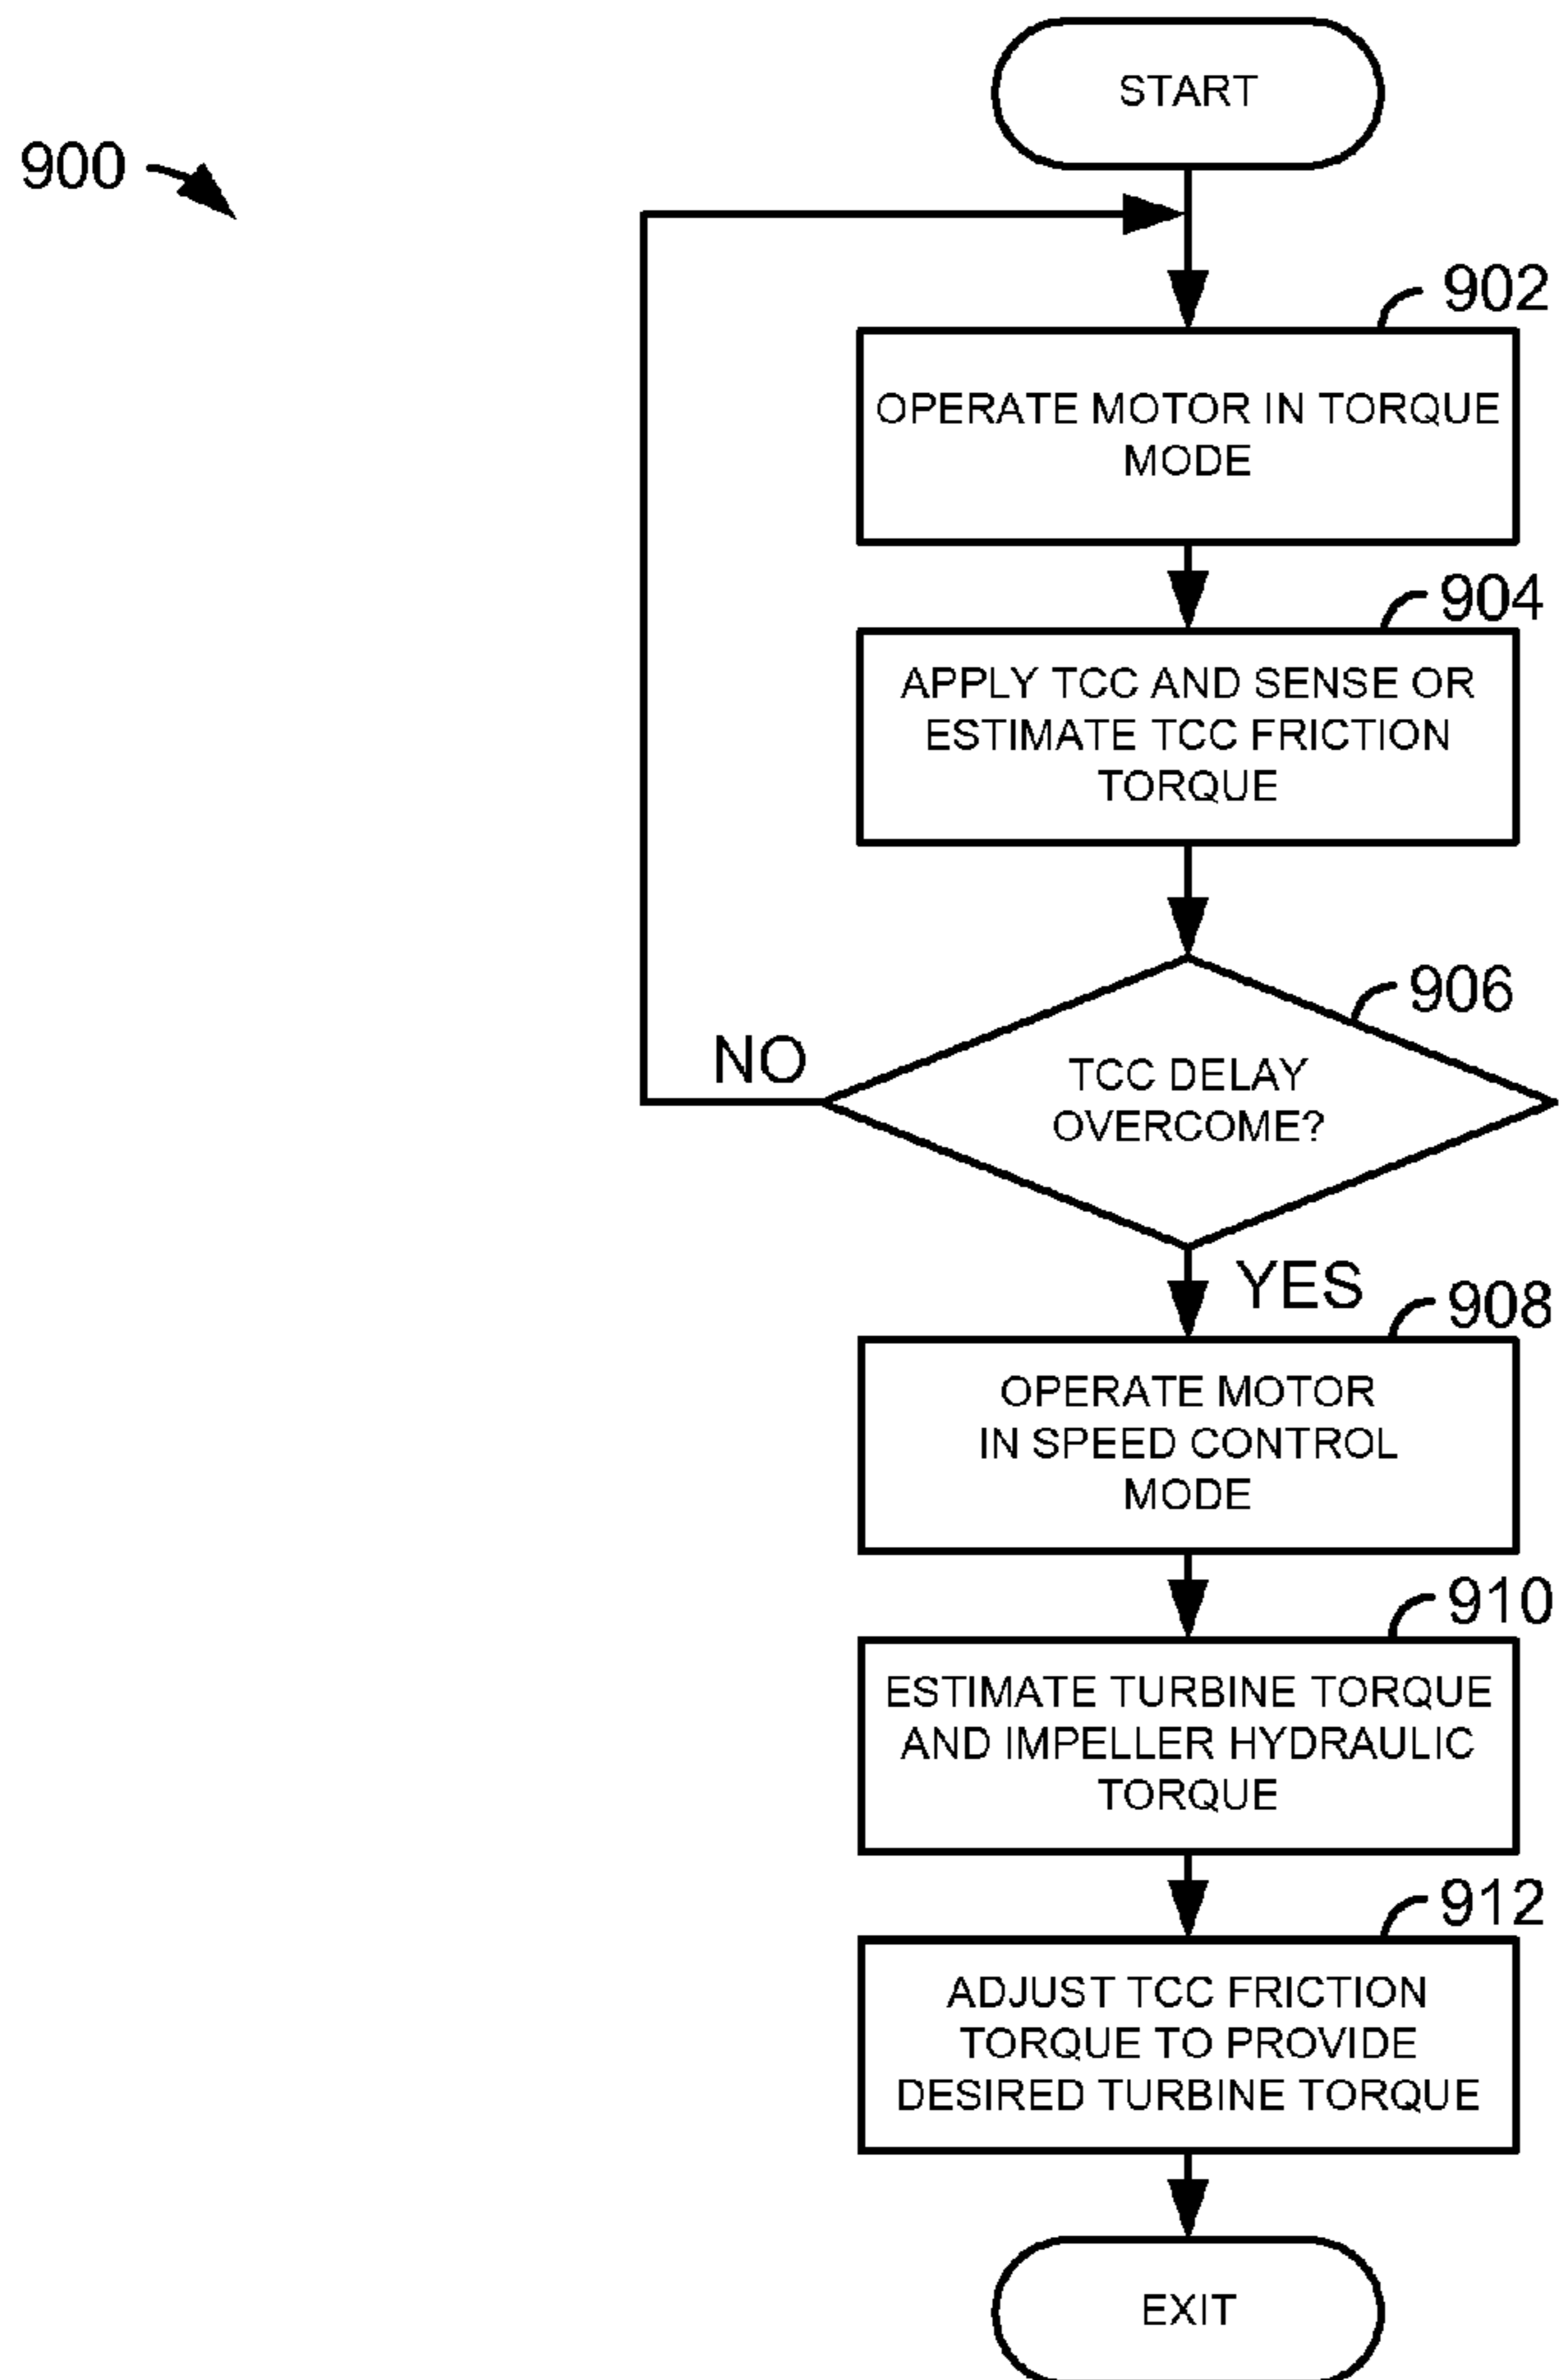 START
900
902
OPERATE MOTOR IN TORQUE
MODE
904
APPLY TCC AND SENSE OR
ESTIMATE TCC FRICTION
TORQUE
906
NO
TCC DELAY
OVERCOME?
YES
908
OPERATE MOTOR
IN SPEED CONTROL
MODE
910
ESTIMATE TURBINE TORQUE
AND IMPELLER HYDRAULIC
TORQUE
912
ADJUST TCC FRICTION
TORQUE TO PROVIDE
DESIRED TURBINE TORQUE
EXIT